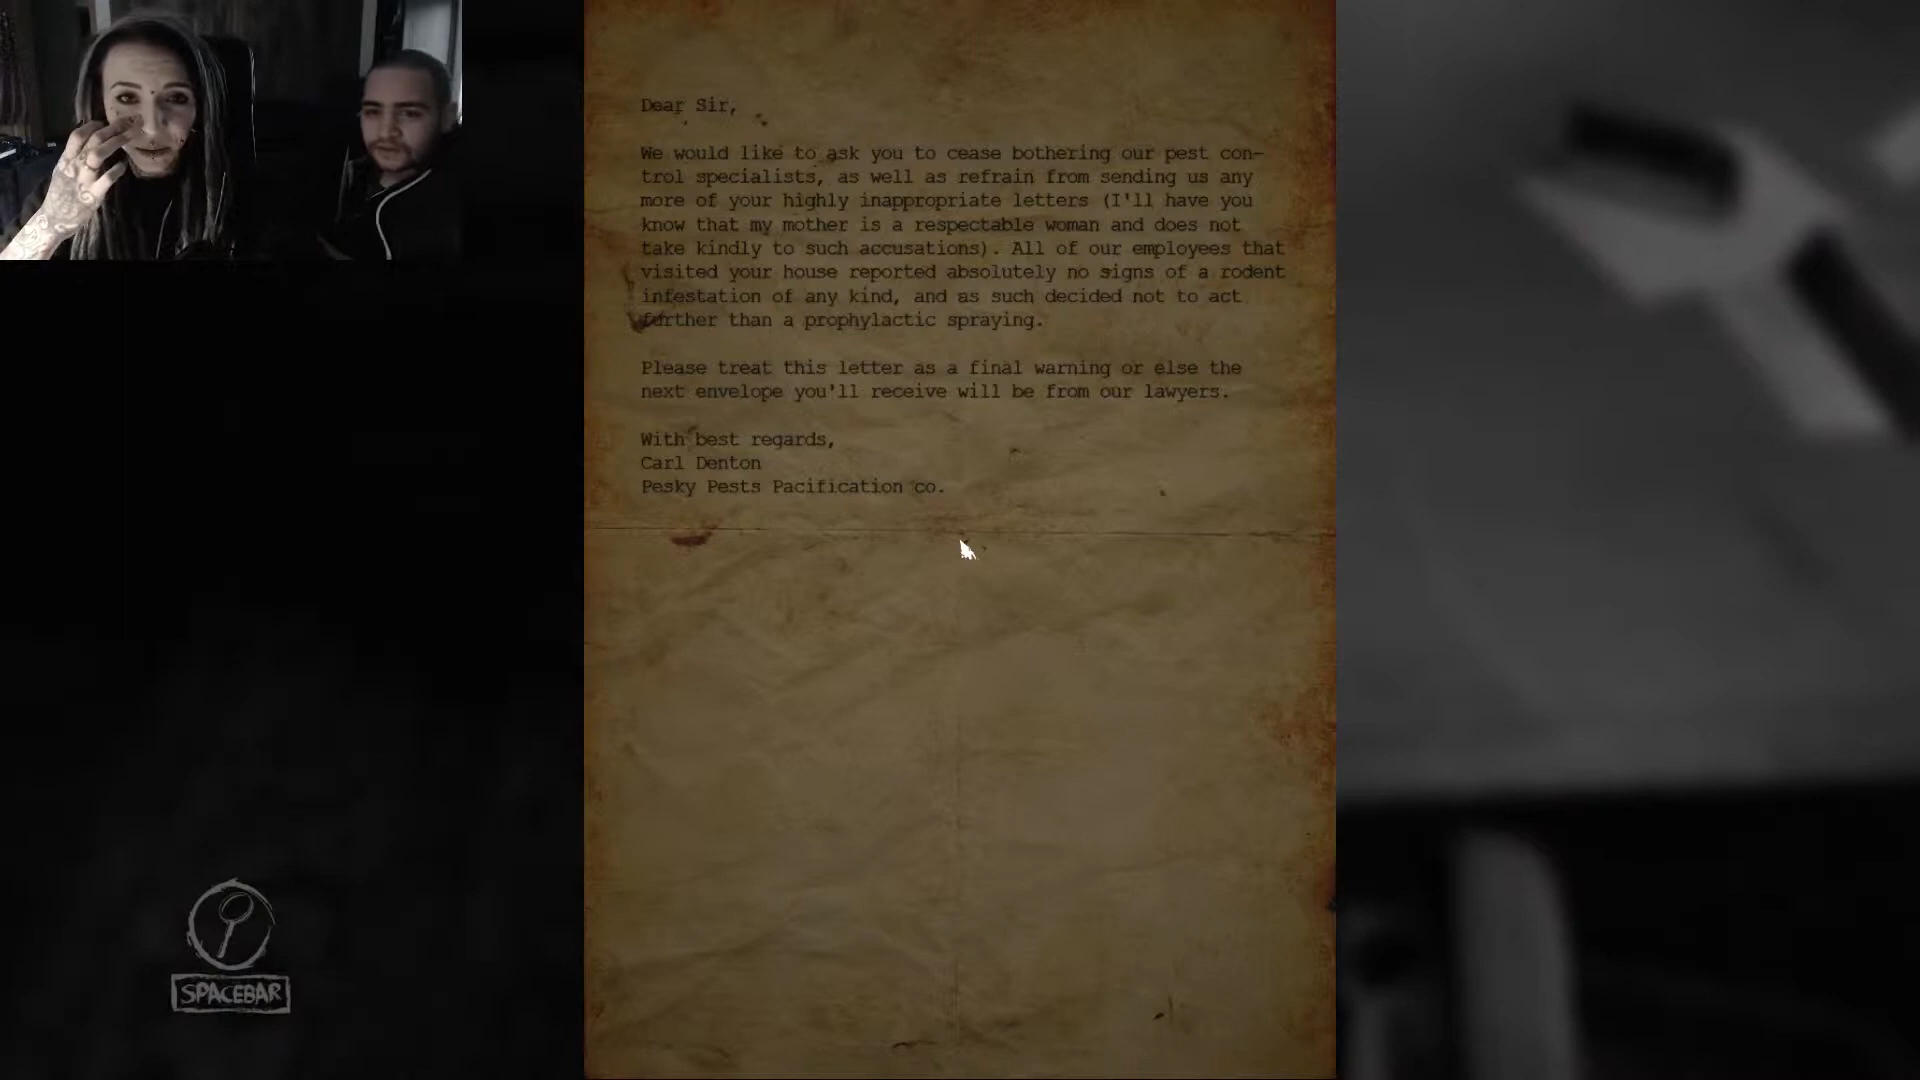 Dear Sir,
We would like to ask you to cease bothering our pest con-
trol specialists, as well as refrain from sending us any
more of your highly inappropriate letters (I'll have you
know that my mother is a respectable woman and does not
take kindly to such accusations). All of our employees that
visited your house reported absolutely no signs of a rodent
infestation of any kind, and as such decided not to act
further than a prophylactic spraying.
Please treat this letter as a final warning or else the
next envelope you'll receive will be from our lawyers.
With best regards,
Carl Denton
Pesky Pests Pacification co.
SPACEBAR